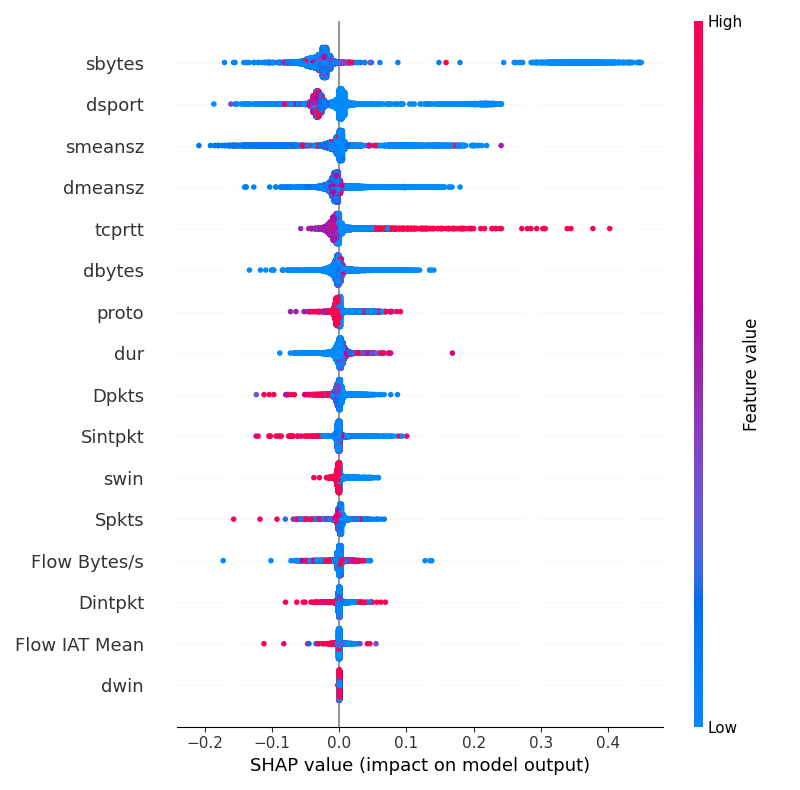 High
sbytes
dsport
smeansz
dmeansz
tcprtt
dbytes
proto
dur
Dpkts
Sintpkt
swin
Spkts
Flow Bytes/s
Dintpkt
Flow IAT Mean
dwin
Feature value
Low
−0.2 −0.1 0.0 0.1 0.2 0.3 0.4
SHAP value (impact on model output)